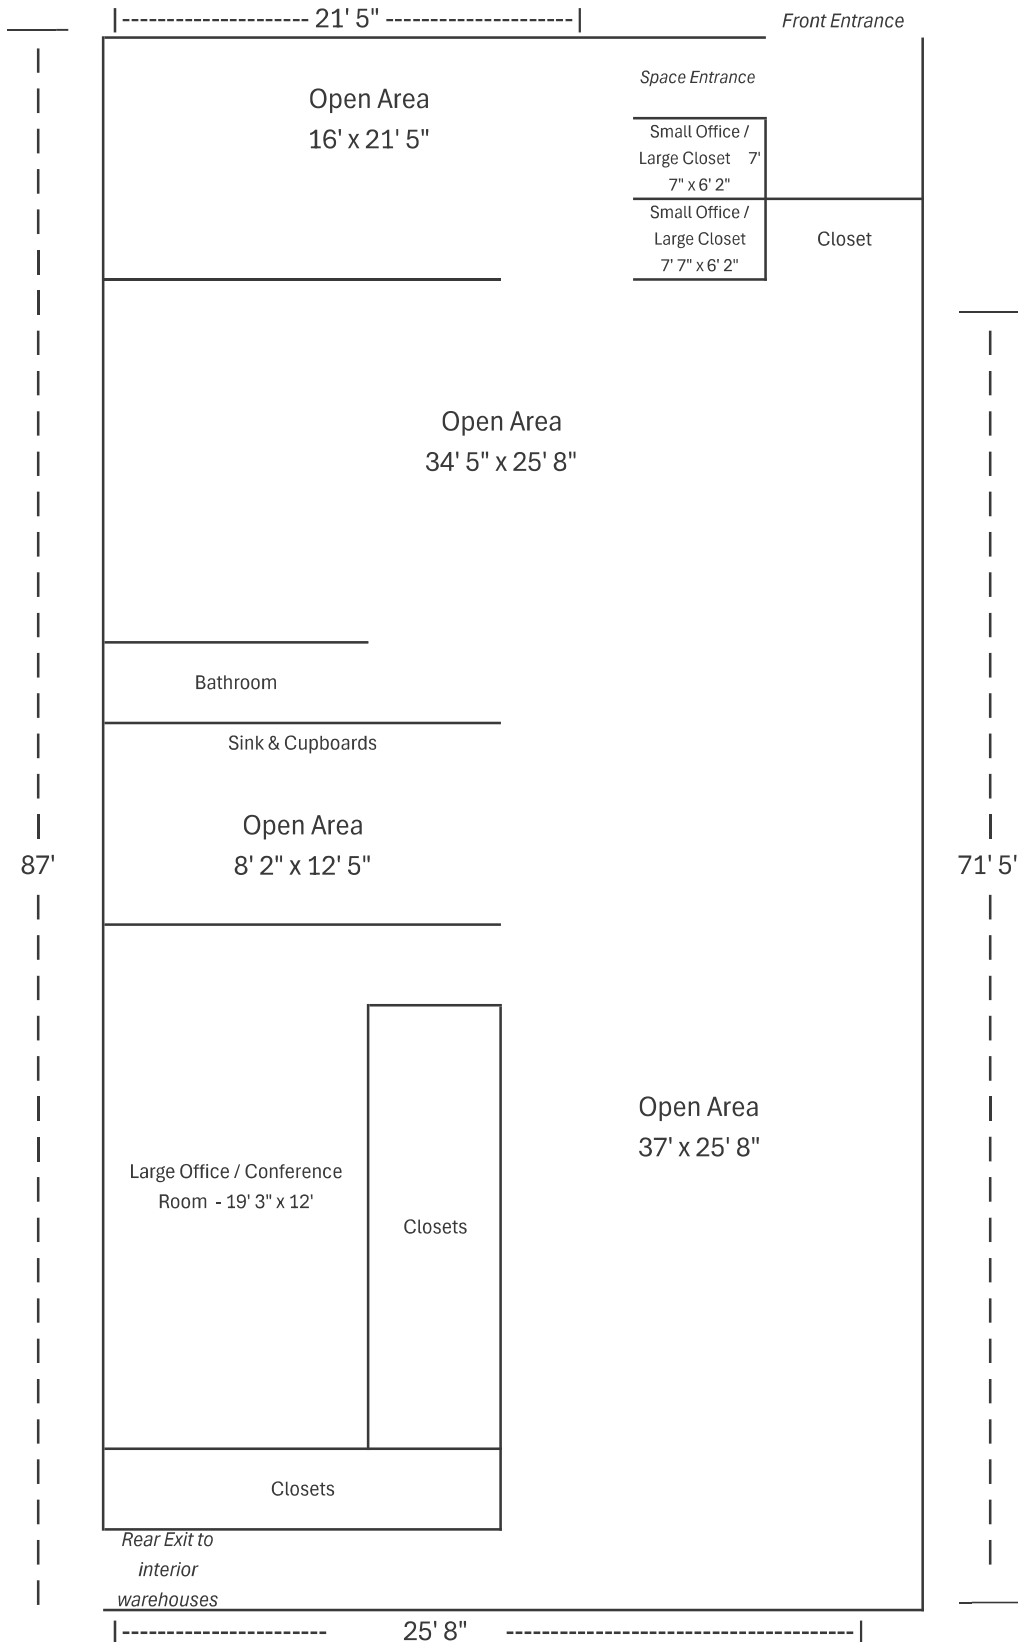 21' 5"
Front Entrance
Space Entrance
Open Area
16' x 21' 5"
Small Office /
Large Closet 7'
7" x 6' 2"
Small Office /
Large Closet
7' 7" x 6' 2"
Closet
Open Area
34' 5" x 25' 8"
Bathroom
Sink & Cupboards
Open Area
8' 2" x 12' 5"
87'
71' 5'
Open Area
37' x 25' 8"
Large Office / Conference
Room - 19' 3" x 12'
Closets
Closets
Rear Exit to
interior
warehouses
25' 8"